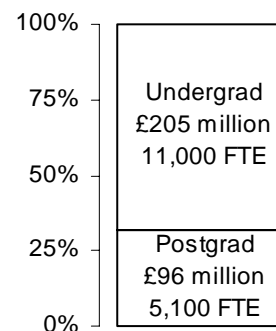 100%
75%
50%
25%
0%
Undergrad
£205 million
11,000 FTE
Postgrad
£96 million
5,100 FTE